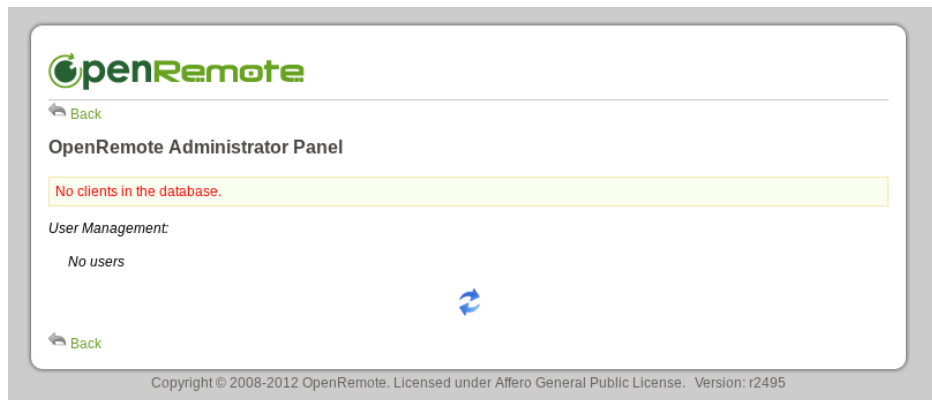 OpenRemote
Back
OpenRemote Administrator Panel
No clients in the database.
User Management:
No users
Back
Copyright © 2008-2012 OpenRemote. Licensed under Affero General Public License. Version: r2495